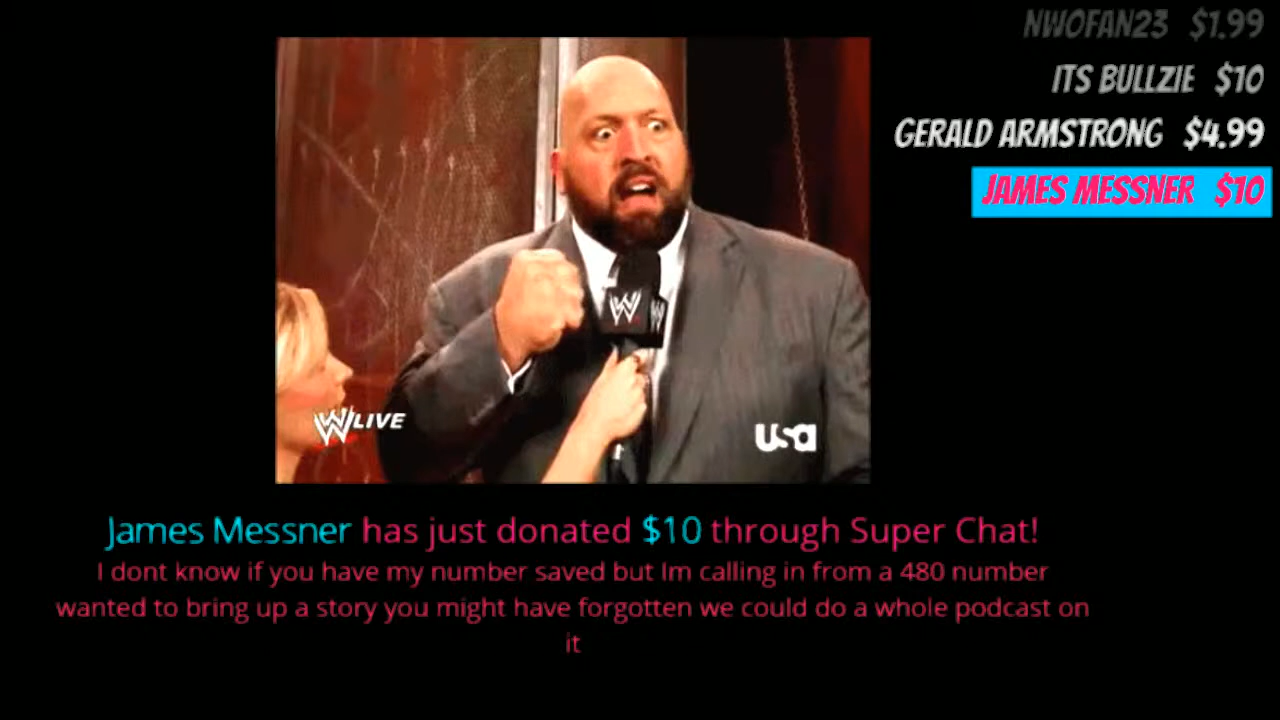 NWOFAN23 $1.99
ITS BULLZIE $10
GERALD ARMSTRONG $4.99
JAMES MESSNER $10
W
W
W LIVE
USA
James Messner has just donated $10 through Super Chat!
I dont know if you have my number saved but Im calling in from a 480 number
wanted to bring up a story you might have forgotten we could do a whole podcast on
it